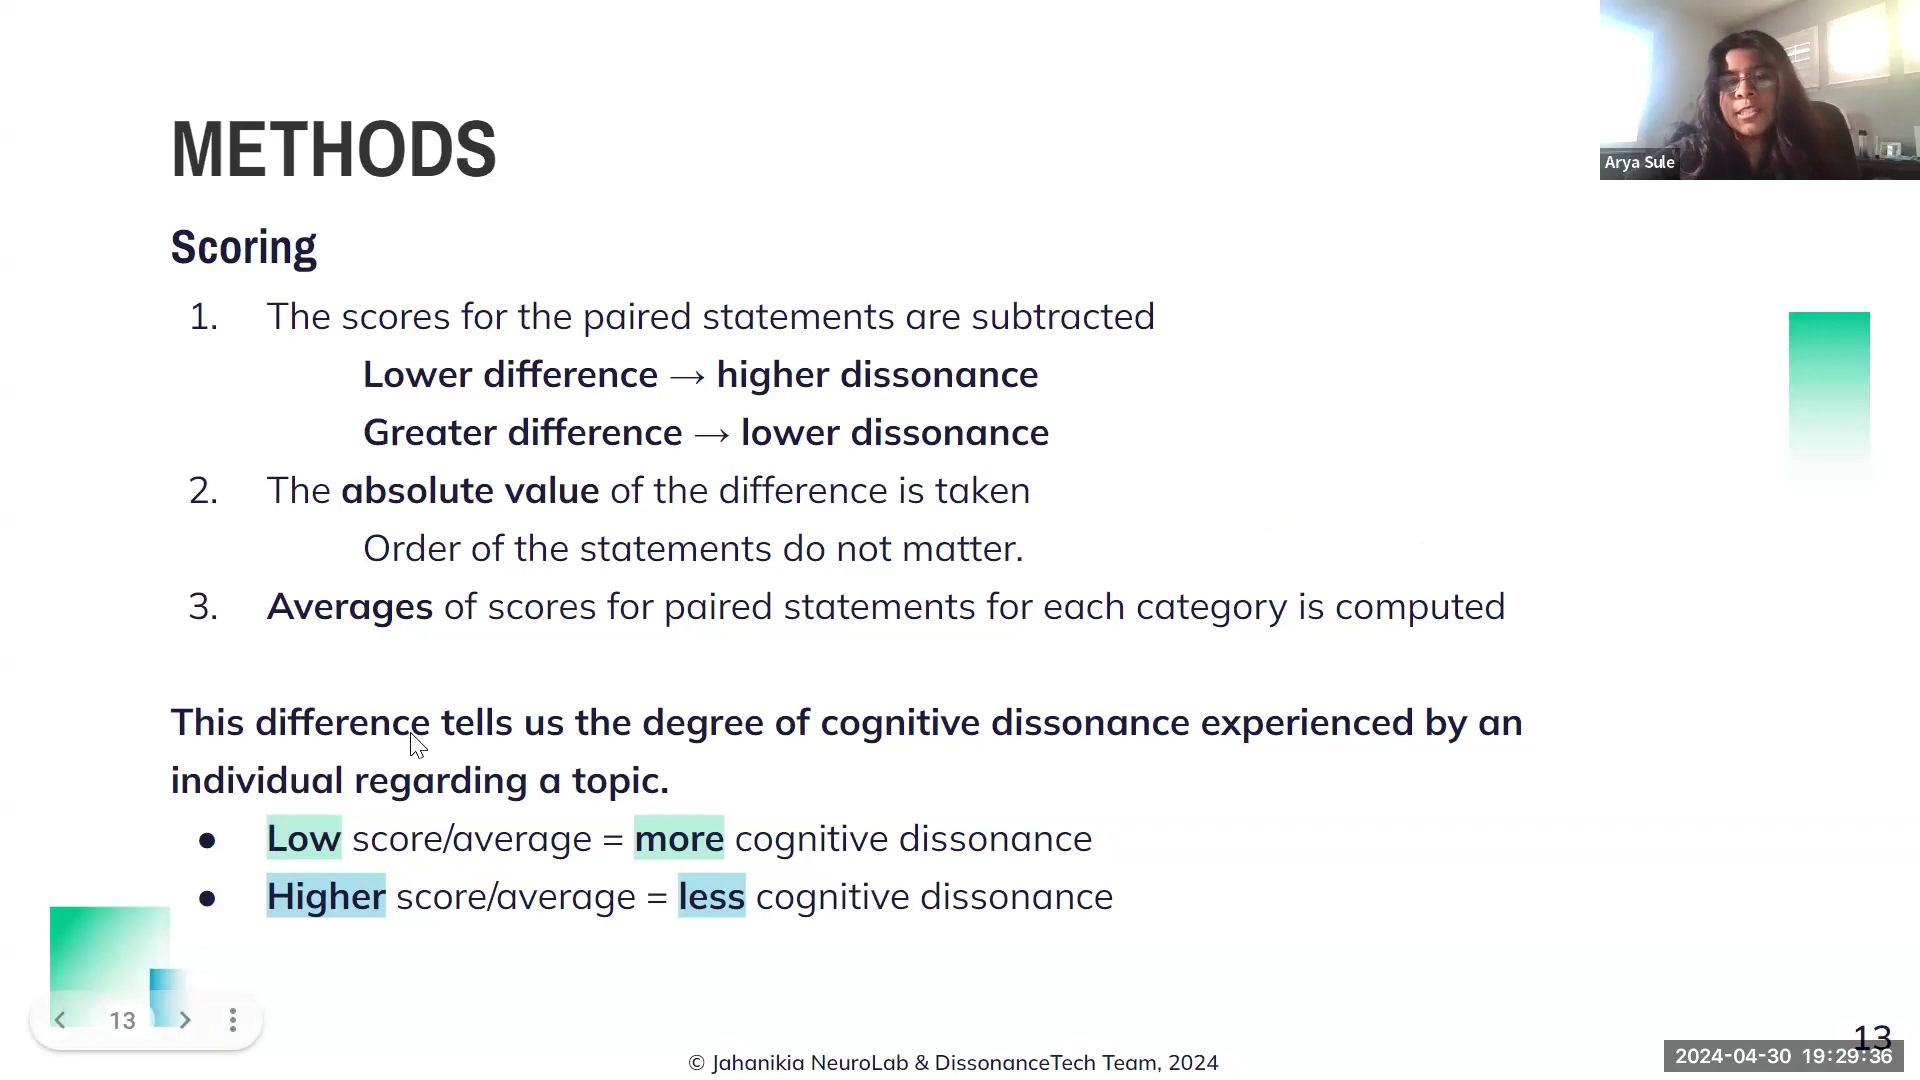 METHODS
Arya Sule
Scoring
1. The scores for the paired statements are subtracted
Lower difference → higher dissonance
Greater difference → lower dissonance
2. The absolute value of the difference is taken
Order of the statements do not matter.
3. Averages of scores for paired statements for each category is computed
This difference tells us the degree of cognitive dissonance experienced by an
individual regarding a topic.
● Low score/average = more cognitive dissonance
● Higher score/average = less cognitive dissonance
13
13
© Jahanikia NeuroLab & DissonanceTech Team, 2024
2024-04-30 19:29:36